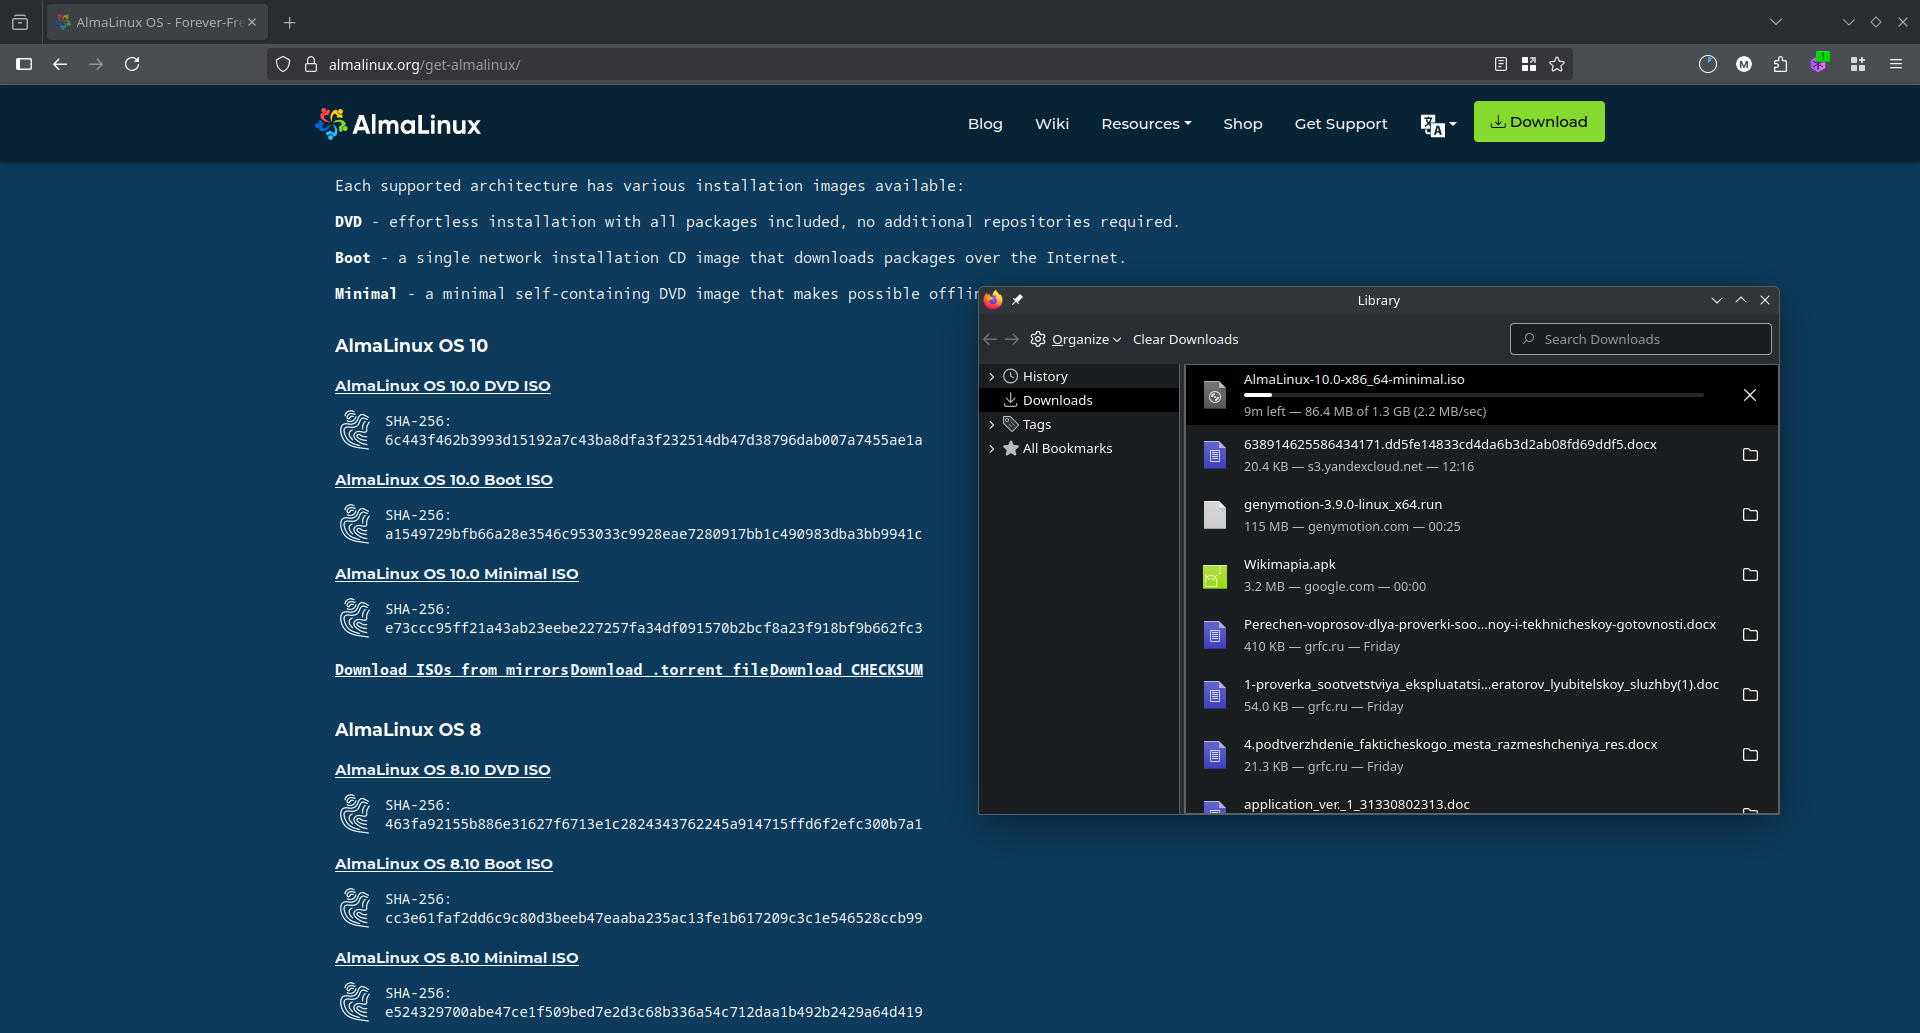 AlmaLinux OS - Forever-Fre
almalinux.org/get-almalinux/
M
1
AlmaLinux
Blog
Wiki
Resources
Shop
Get Support
Download
Each supported architecture has various installation images available:
DVD - effortless installation with all packages included, no additional repositories required.
Boot - a single network installation CD image that downloads packages over the Internet.
Minimal - a minimal self-containing DVD image that makes possible offlin
AlmaLinux OS 10
AlmaLinux OS 10.0 DVD ISO
SHA-256:
6c443f462b3993d15192a7c43ba8dfa3f232514db47d38796dab007a7455ae1a
AlmaLinux OS 10.0 Boot ISO
SHA-256:
a1549729bfb66a28e3546c953033c9928eae7280917bb1c490983dba3bb9941c
AlmaLinux OS 10.0 Minimal ISO
SHA-256:
e73ccc95ff21a43ab23eebe227257fa34df091570b2bcf8a23f918bf9b662fc3
Download ISOs from mirrors Download .torrent file Download CHECKSUM
AlmaLinux OS 8
AlmaLinux OS 8.10 DVD ISO
SHA-256:
463fa92155b886e31627f6713e1c2824343762245a914715ffd6f2efc300b7a1
AlmaLinux OS 8.10 Boot ISO
SHA-256:
cc3e61faf2dd6c9c80d3beeb47eaaba235ac13fe1b617209c3c1e546528ccb99
AlmaLinux OS 8.10 Minimal ISO
SHA-256:
e524329700abe47ce1f509bed7e2d3c68b336a54c712daa1b492b2429a64d419
Library
Organize
Clear Downloads
Search Downloads
History
Downloads
Tags
All Bookmarks
AlmaLinux-10.0-x86_64-minimal.iso
9m left — 86.4 MB of 1.3 GB (2.2 MB/sec)
638914625586434171.dd5fe14833cd4da6b3d2ab08fd69ddf5.docx
20.4 KB — s3.yandexcloud.net — 12:16
genymotion-3.9.0-linux_x64.run
115 MB — genymotion.com — 00:25
Wikimapia.apk
3.2 MB — google.com — 00:00
Perechen-voprosov-dlya-proverki-soo...noy-i-tekhnicheskoy-gotovnosti.docx
410 KB — grfc.ru — Friday
1-proverka_sootvetstviya_ekspluatatsi...eratorov_lyubitelskoy_sluzhby(1).doc
54.0 KB — grfc.ru — Friday
4.podtverzhdenie_fakticheskogo_mesta_razmeshcheniya_res.docx
21.3 KB — grfc.ru — Friday
application_ver._1_31330802313.doc